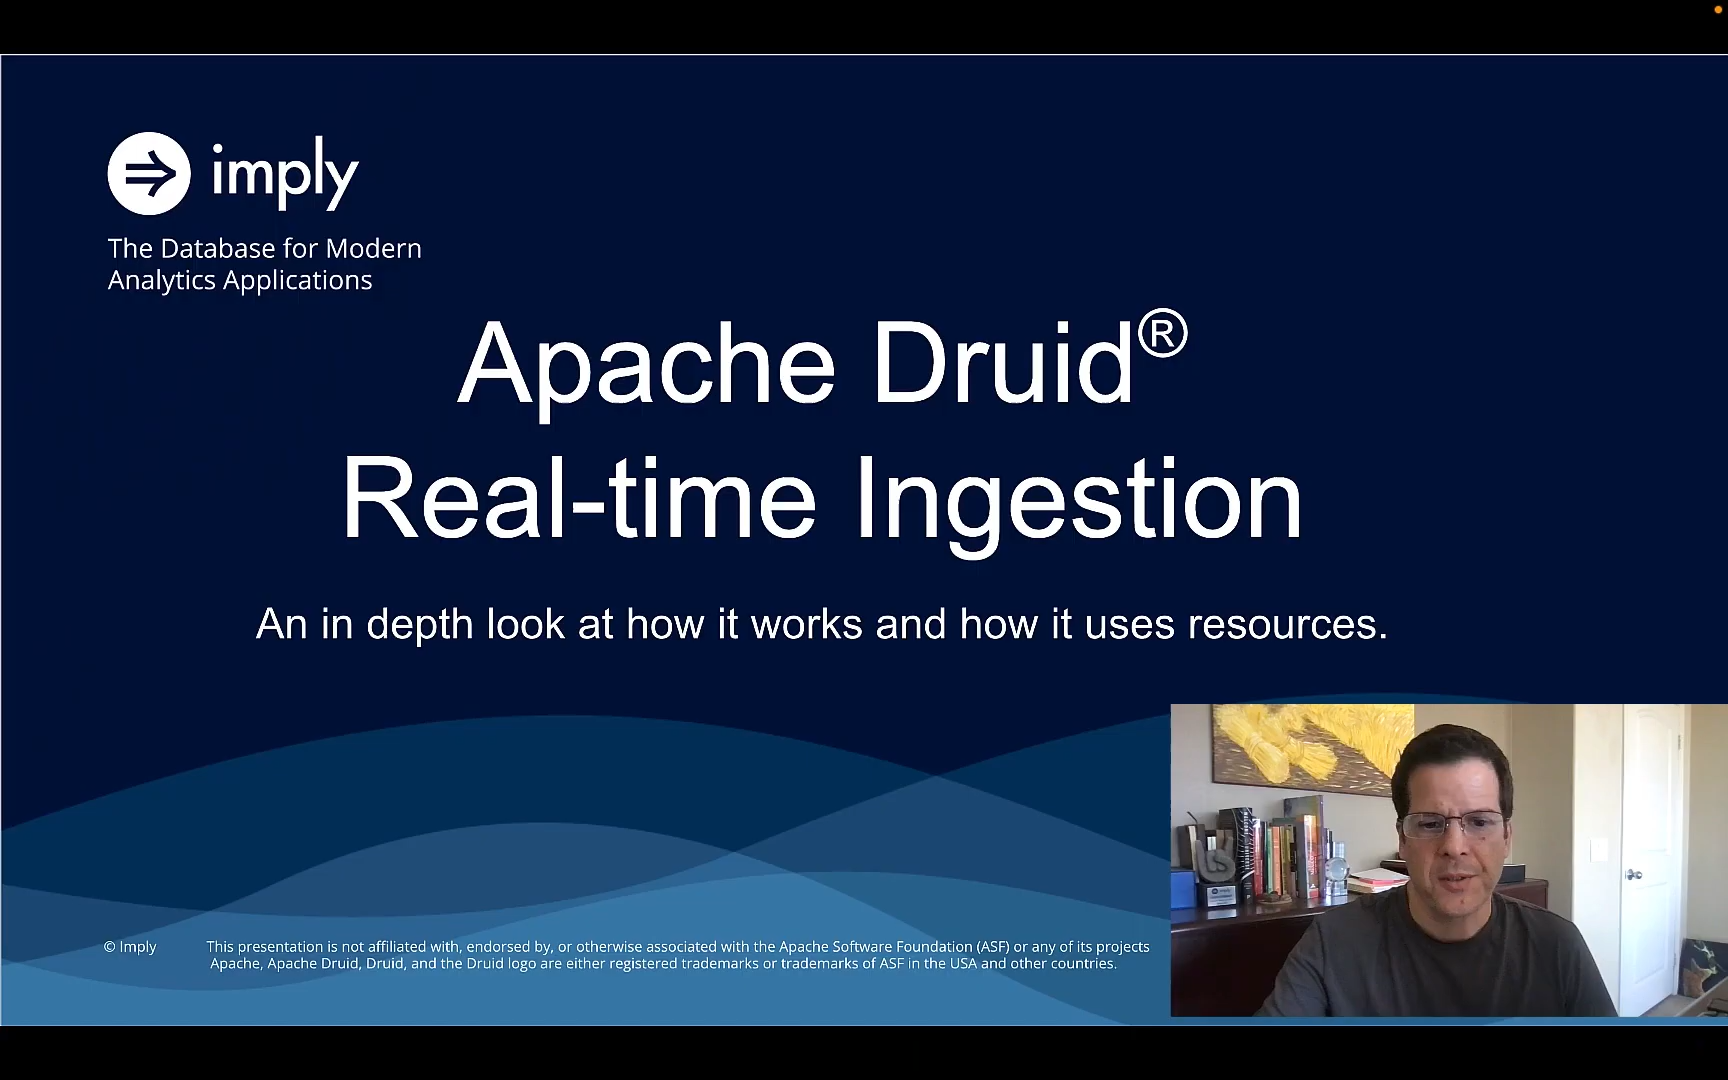 imply
The Database for Modern
Analytics Applications
Apache Druid®
Real-time Ingestion
An in depth look at how it works and how it uses resources.
© Imply
This presentation is not affiliated with, endorsed by, or otherwise associated with the Apache Software Foundation (ASF) or any of its projects
Apache, Apache Druid, Druid, and the Druid logo are either registered trademarks or trademarks of ASF in the USA and other countries.